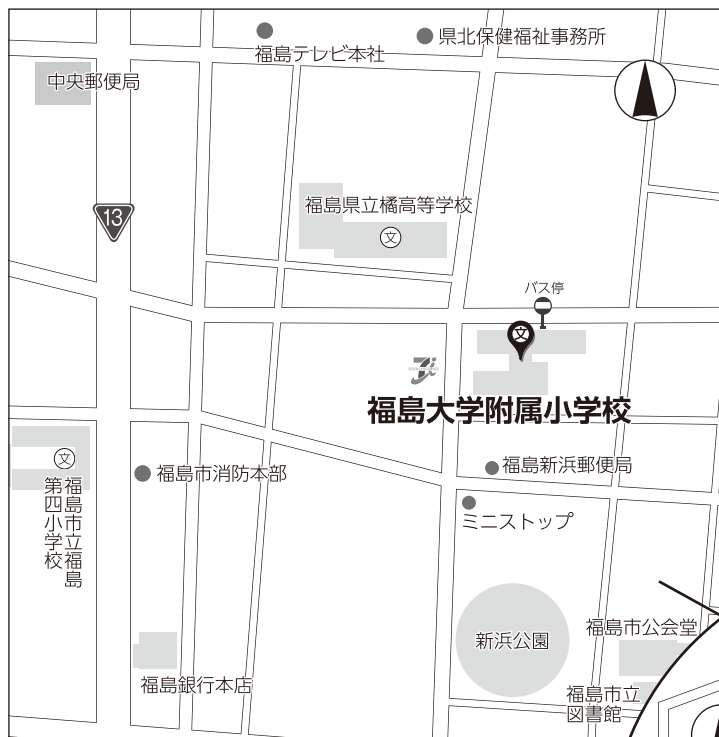 福島テレビ本社
県北保健福祉事務所
中央郵便局
13
福島県立橘高等学校
文
バス停
文
福島大学附属小学校
文
福島市立福島
第四小学校
福島市消防本部
福島新浜郵便局
ミニストップ
新浜公園
福島市公会堂
福島銀行本店
福島市立
図書館